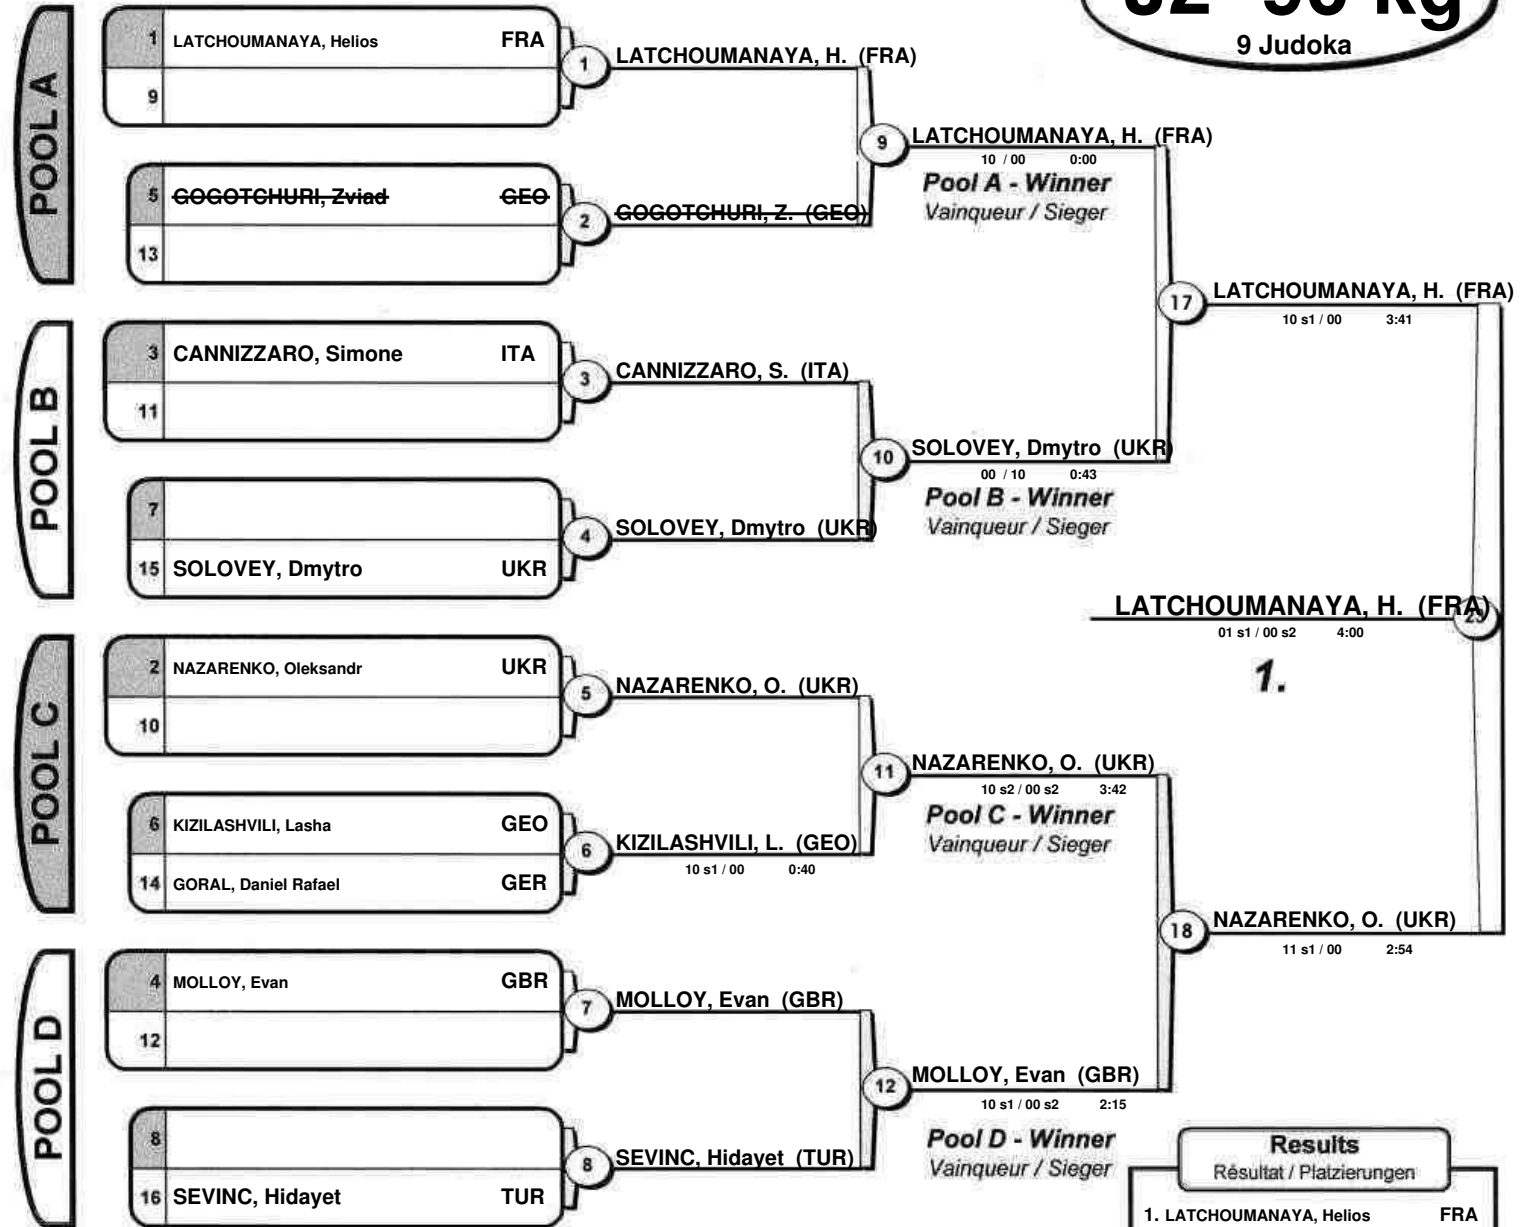 9 Judoka
POOL A
1 LATCHOUMANAYA, Helios FRA
9
1 LATCHOUMANAYA, H. (FRA)
5 GOGOTCHURI, Zviad GEO
13
2 GOGOTCHURI, Z. (GEO)
9 LATCHOUMANAYA, H. (FRA)
10 / 00 0:00
Pool A - Winner
Vainqueur / Sieger
POOL B
3 CANNIZZARO, Simone ITA
11
3 CANNIZZARO, S. (ITA)
7
15 SOLOVEY, Dmytro UKR
4 SOLOVEY, Dmytro (UKR)
10 SOLOVEY, Dmytro (UKR)
00 / 10 0:43
Pool B - Winner
Vainqueur / Sieger
17 LATCHOUMANAYA, H. (FRA)
10 s1 / 00 3:41
LATCHOUMANAYA, H. (FRA)
01 s1 / 00 s2 4:00
1.
POOL C
2 NAZARENKO, Oleksandr UKR
10
5 NAZARENKO, O. (UKR)
6 KIZILASHVILI, Lasha GEO
14 GORAL, Daniel Rafael GER
6 KIZILASHVILI, L. (GEO)
10 s1 / 00 0:40
11 NAZARENKO, O. (UKR)
10 s2 / 00 s2 3:42
Pool C - Winner
Vainqueur / Sieger
POOL D
4 MOLLOY, Evan GBR
12
7 MOLLOY, Evan (GBR)
8
16 SEVINC, Hidayet TUR
8 SEVINC, Hidayet (TUR)
12 MOLLOY, Evan (GBR)
10 s1 / 00 s2 2:15
Pool D - Winner
Vainqueur / Sieger
18 NAZARENKO, O. (UKR)
11 s1 / 00 2:54
Results
Résultat / Platzierungen
1. LATCHOUMANAYA, Helios FRA